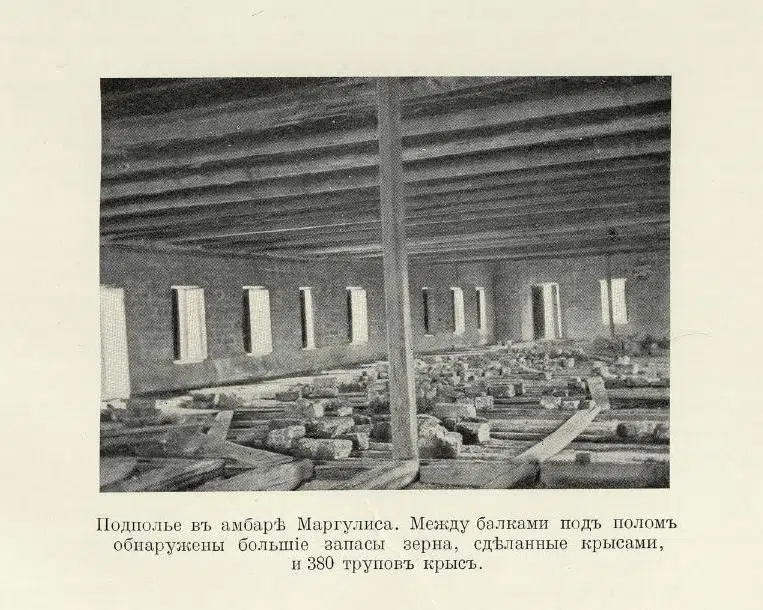 Подполье въ амбарѣ Маргулиса. Между балками подъ поломъ
обнаружены большіе запасы зерна, сдѣланные крысами,
и 380 труповъ крысъ.